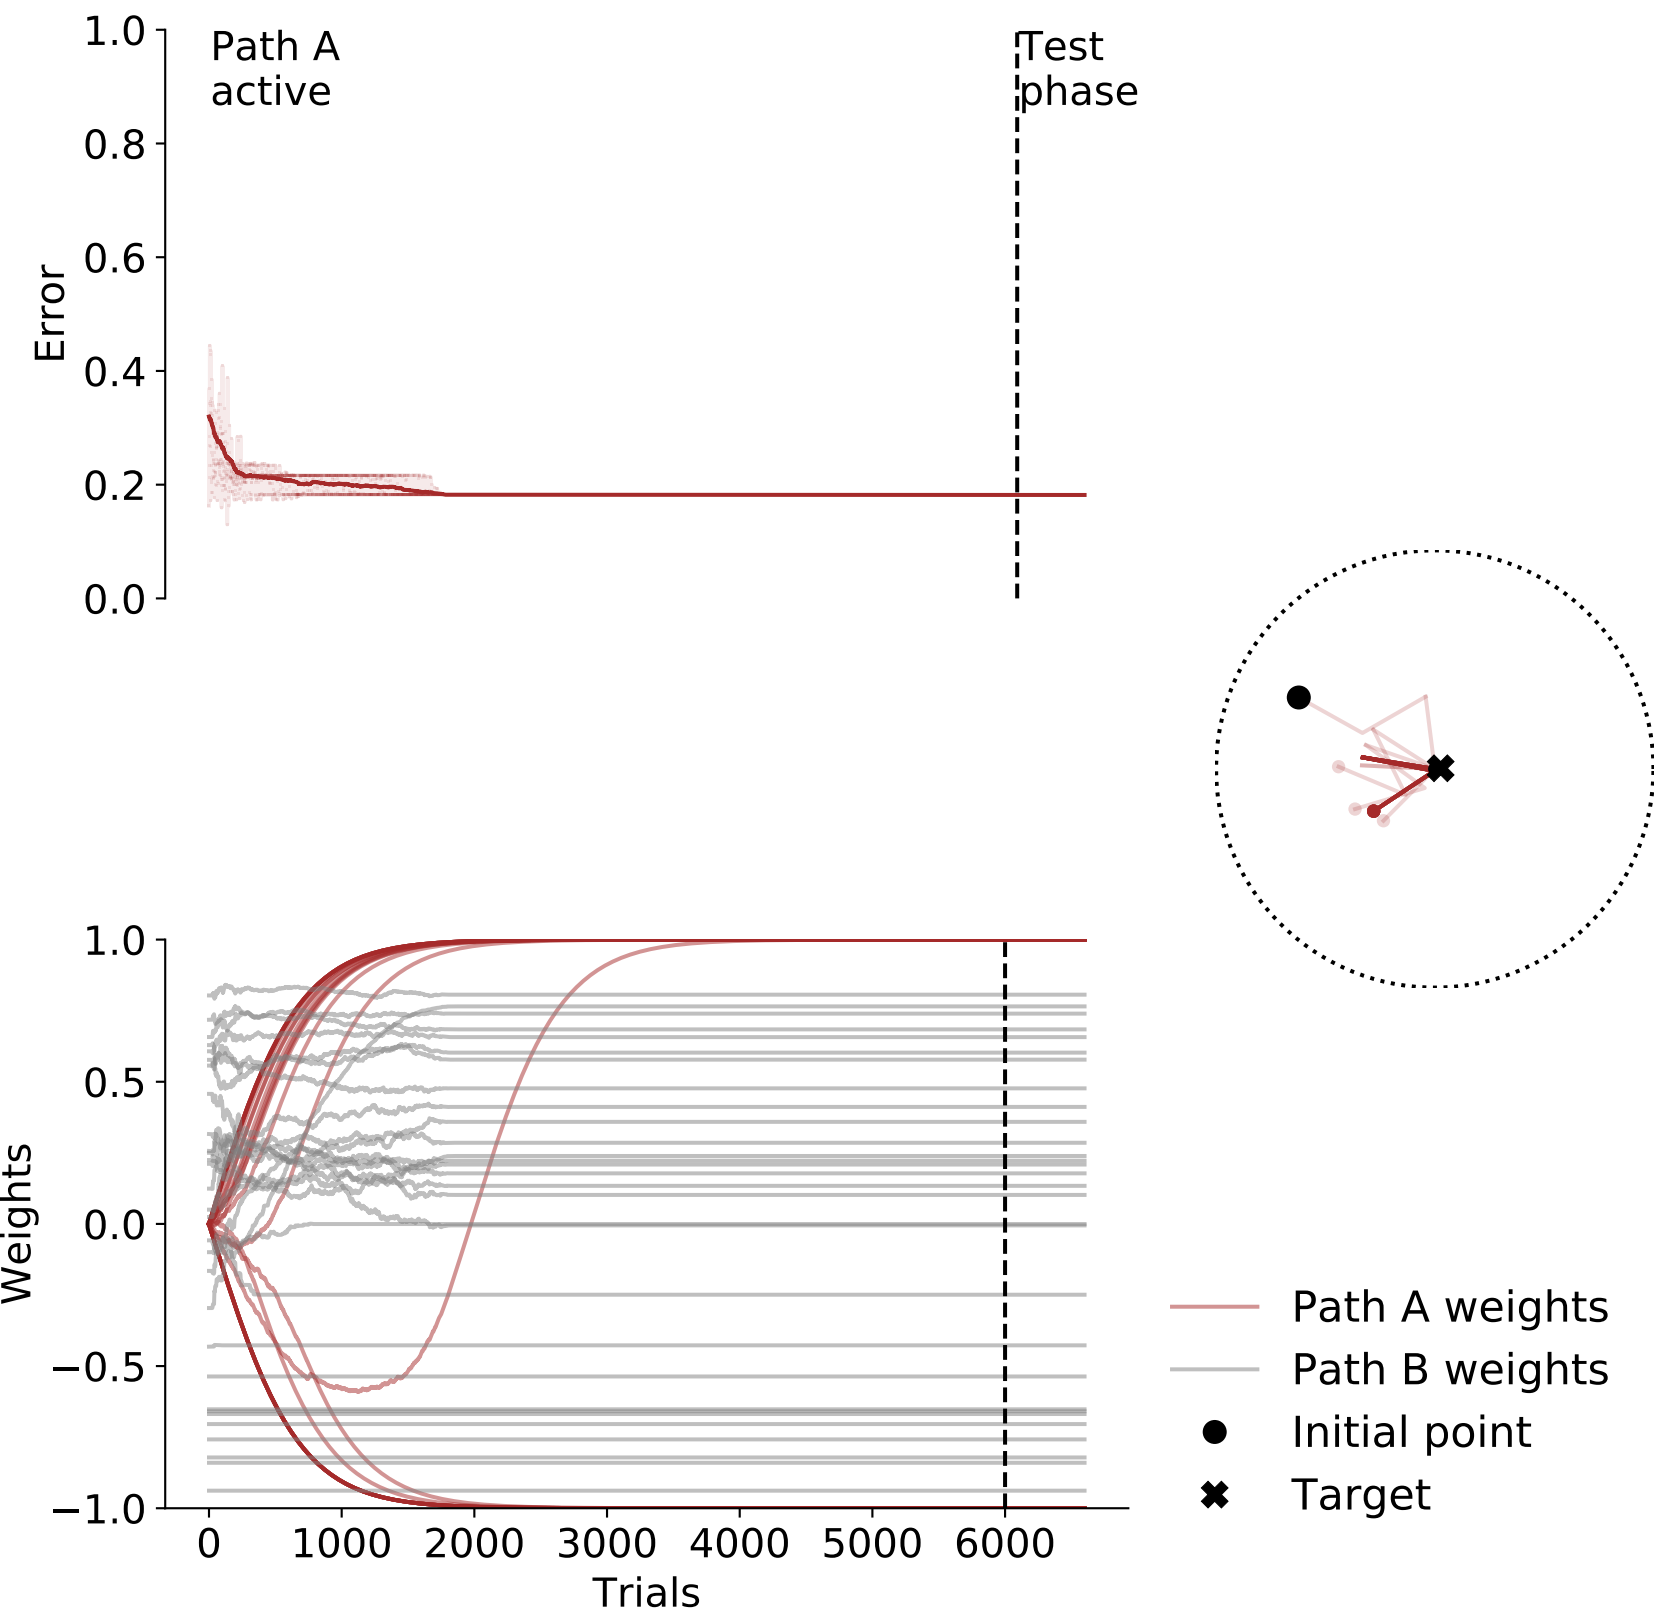 1.0
Path A
active
Test
phase
0.8
0.6
0.4
0.2
0.0
Error
1.0
0.5
0.0
−0.5
−1.0
Weights
0
1000
2000
3000
4000
5000
6000
Trials
Path A weights
Path B weights
Initial point
Target